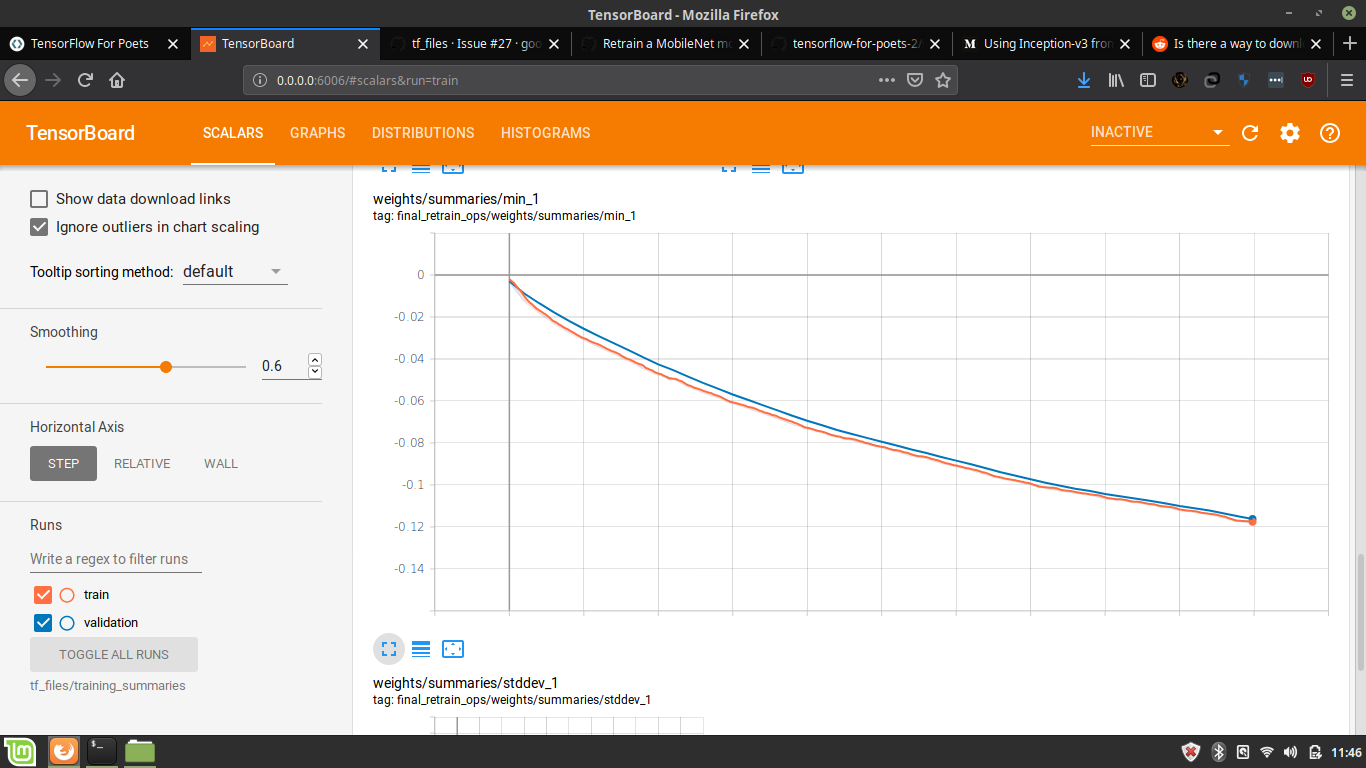 TensorBoard - Mozilla Firefox
TensorFlow For Poets
TensorBoard
tf_files · Issue #27 · goo
Retrain a MobileNet mo
tensorflow-for-poets-2/
Using Inception-v3 from
Is there a way to downl
0.0.0.0:6006/#scalars&run=train
TensorBoard
SCALARS
GRAPHS
DISTRIBUTIONS
HISTOGRAMS
INACTIVE
Show data download links
Ignore outliers in chart scaling
Tooltip sorting method: default
Smoothing
0.6
Horizontal Axis
STEP
RELATIVE
WALL
Runs
Write a regex to filter runs
train
validation
TOGGLE ALL RUNS
tf_files/training_summaries
weights/summaries/min_1
tag: final_retrain_ops/weights/summaries/min_1
0
-0.02
-0.04
-0.06
-0.08
-0.1
-0.12
-0.14
weights/summaries/stddev_1
tag: final_retrain_ops/weights/summaries/stddev_1
11:46